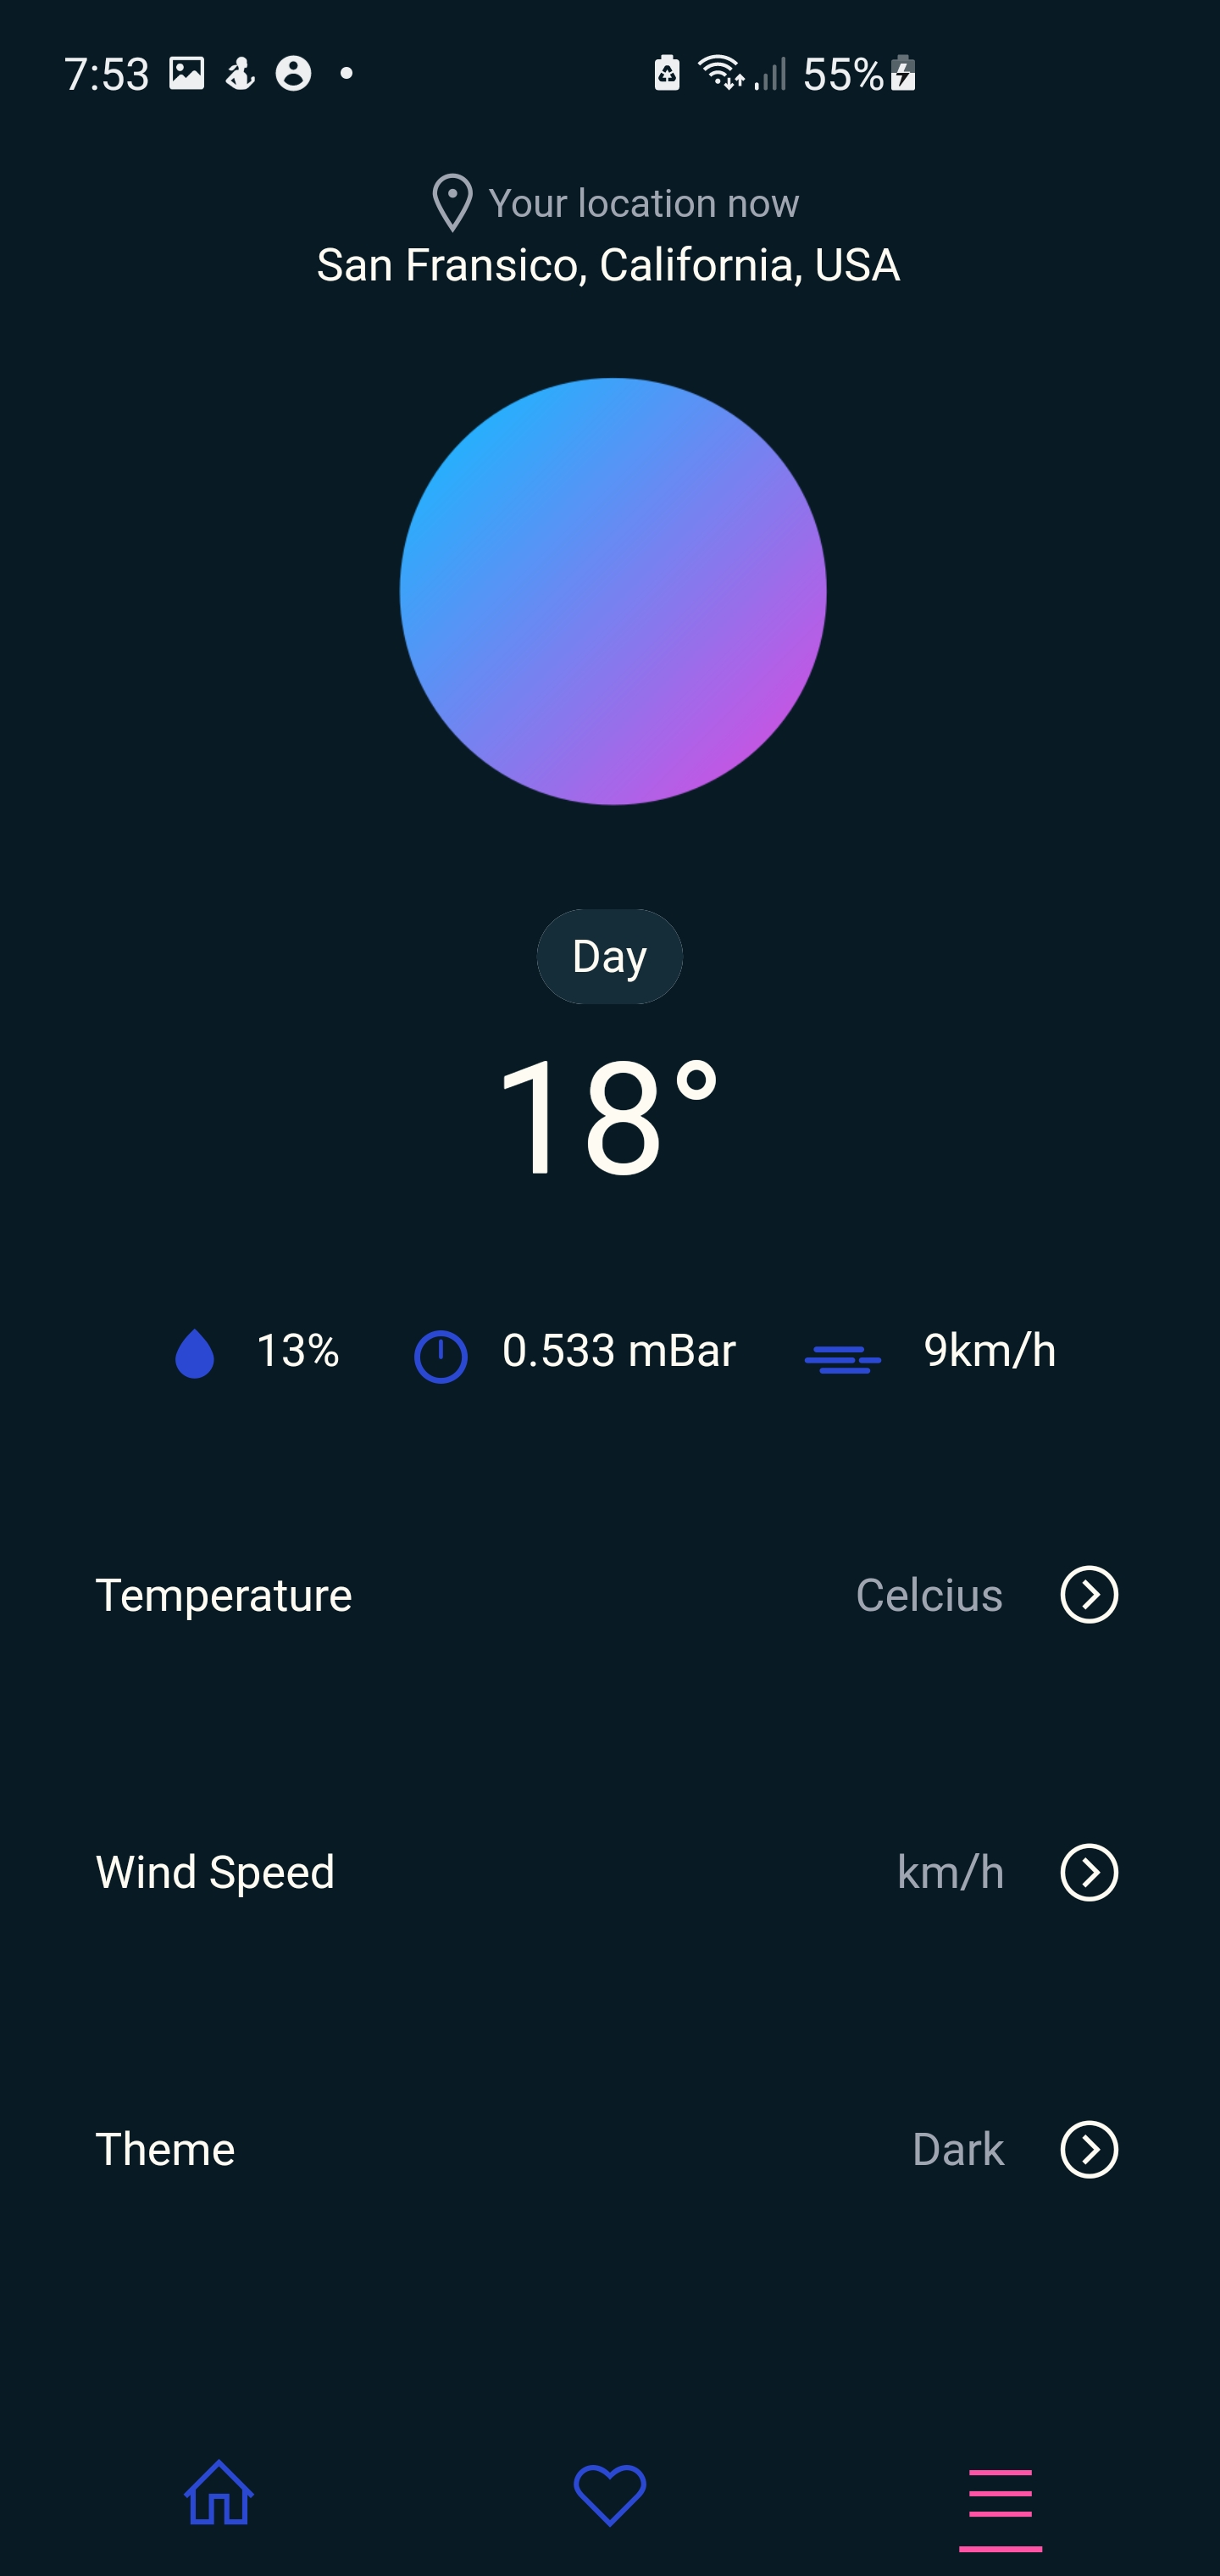 7:53 55%
Your location now
San Fransico, California, USA
Day
18°
13% 0.533 mBar 9km/h
Temperature Celcius
Wind Speed km/h
Theme Dark